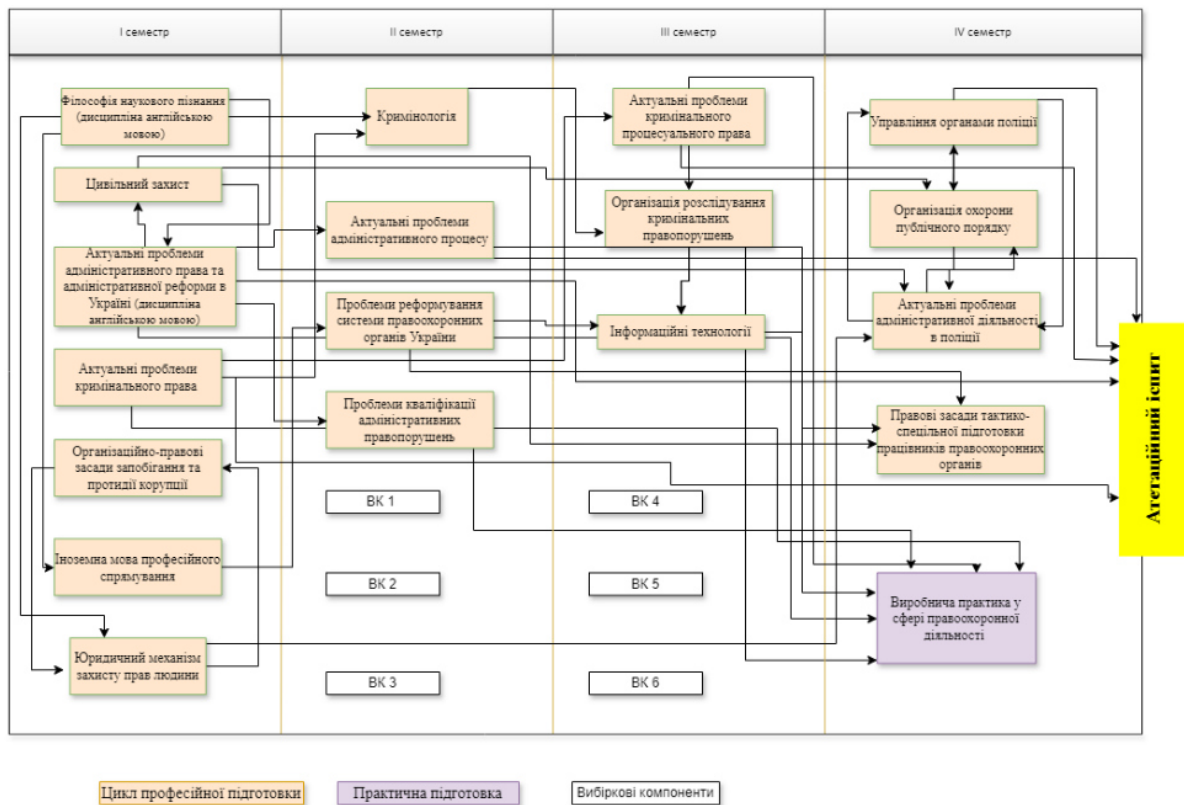 I семестр
II семестр
III семестр
IV семестр
Філософія наукового пізнання
(дисципліна англійською
мовою)
Цивільний захист
Актуальні проблеми
адміністративного права та
адміністративної реформи в
Україні (дисципліна
англійською мовою)
Актуальні проблеми
кримінального права
Організаційно-правові
засади запобігання та
протидії корупції
Іноземна мова професійного
спрямування
Юридичний механізм
захисту прав людини
Кримінологія
Актуальні проблеми
адміністративного процесу
Проблеми реформування
системи правоохоронних
органів України
Проблеми кваліфікації
адміністративних
правопорушень
ВК 1
ВК 2
ВК 3
Актуальні проблеми
кримінального
процесуального права
Організація розслідування
кримінальних
правопорушень
Інформаційні технології
ВК 4
ВК 5
ВК 6
Управління органами поліції
Організація охорони
публічного порядку
Актуальні проблеми
адміністративної діяльності
в поліції
Правові засади тактико-
спецільної підготовки
працівників правоохоронних
органів
Виробнича практика у
сфері правоохоронної
діяльності
Атетаційний іспит
Цикл професійної підготовки
Практична підготовка
Вибіркові компоненти